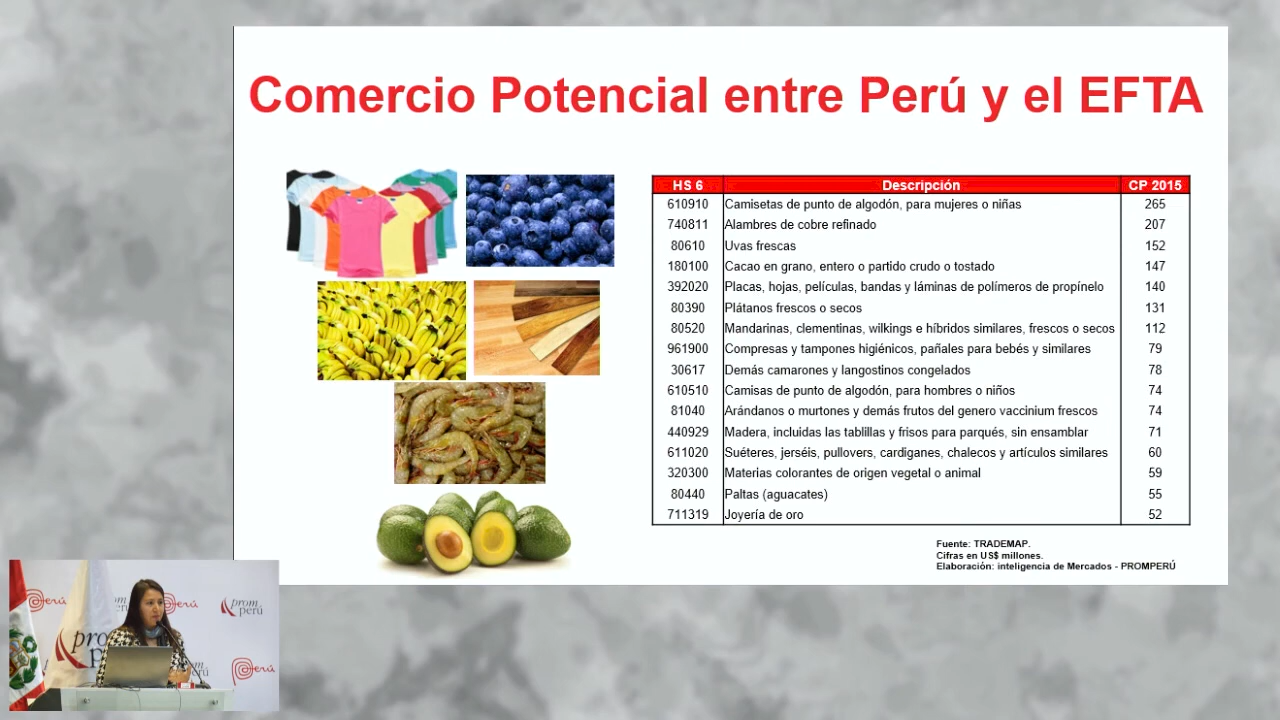 Comercio Potencial entre Perú y el EFTA
HS 6 Descripción CP 2015
610910 Camisetas de punto de algodón, para mujeres o niñas 265
740811 Alambres de cobre refinado 207
80610 Uvas frescas 152
180100 Cacao en grano, entero o partido crudo o tostado 147
392020 Placas, hojas, películas, bandas y láminas de polímeros de propínelo 140
80390 Plátanos frescos o secos 131
80520 Mandarinas, clementinas, wilkings e híbridos similares, frescos o secos 112
961900 Compresas y tampones higiénicos, pañales para bebés y similares 79
30617 Demás camarones y langostinos congelados 78
610510 Camisas de punto de algodón, para hombres o niños 74
81040 Arándanos o murtones y demás frutos del genero vaccinium frescos 74
440929 Madera, incluidas las tablillas y frisos para parqués, sin ensamblar 71
611020 Suéteres, jerséis, pullovers, cardiganes, chalecos y artículos similares 60
320300 Materias colorantes de origen vegetal o animal 59
80440 Paltas (aguacates) 55
711319 Joyería de oro 52
Fuente: TRADEMAP.
Cifras en US$ millones.
Elaboración: inteligencia de Mercados - PROMPERÚ
Perú
prom
perú
Perú